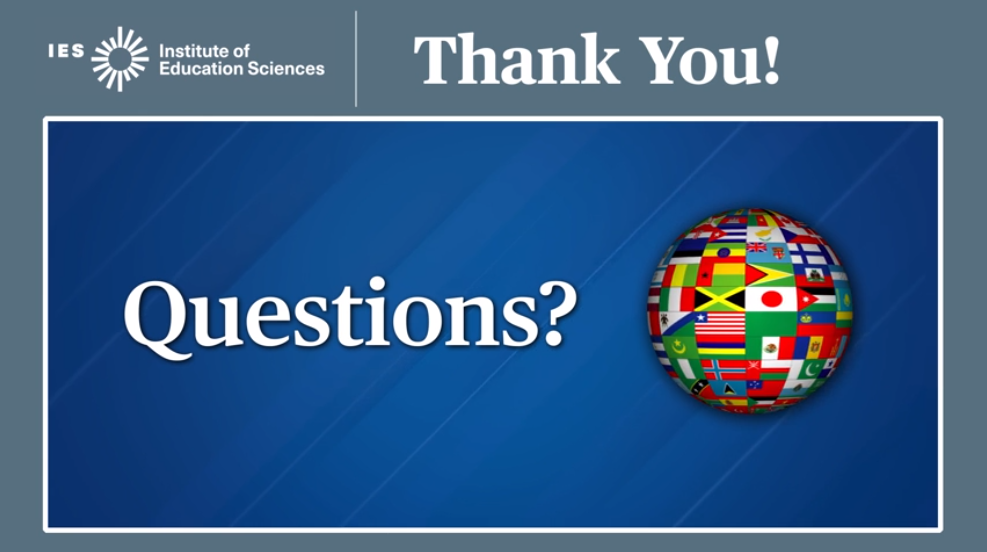 IES
Institute of
Education Sciences
Thank You!
Questions?